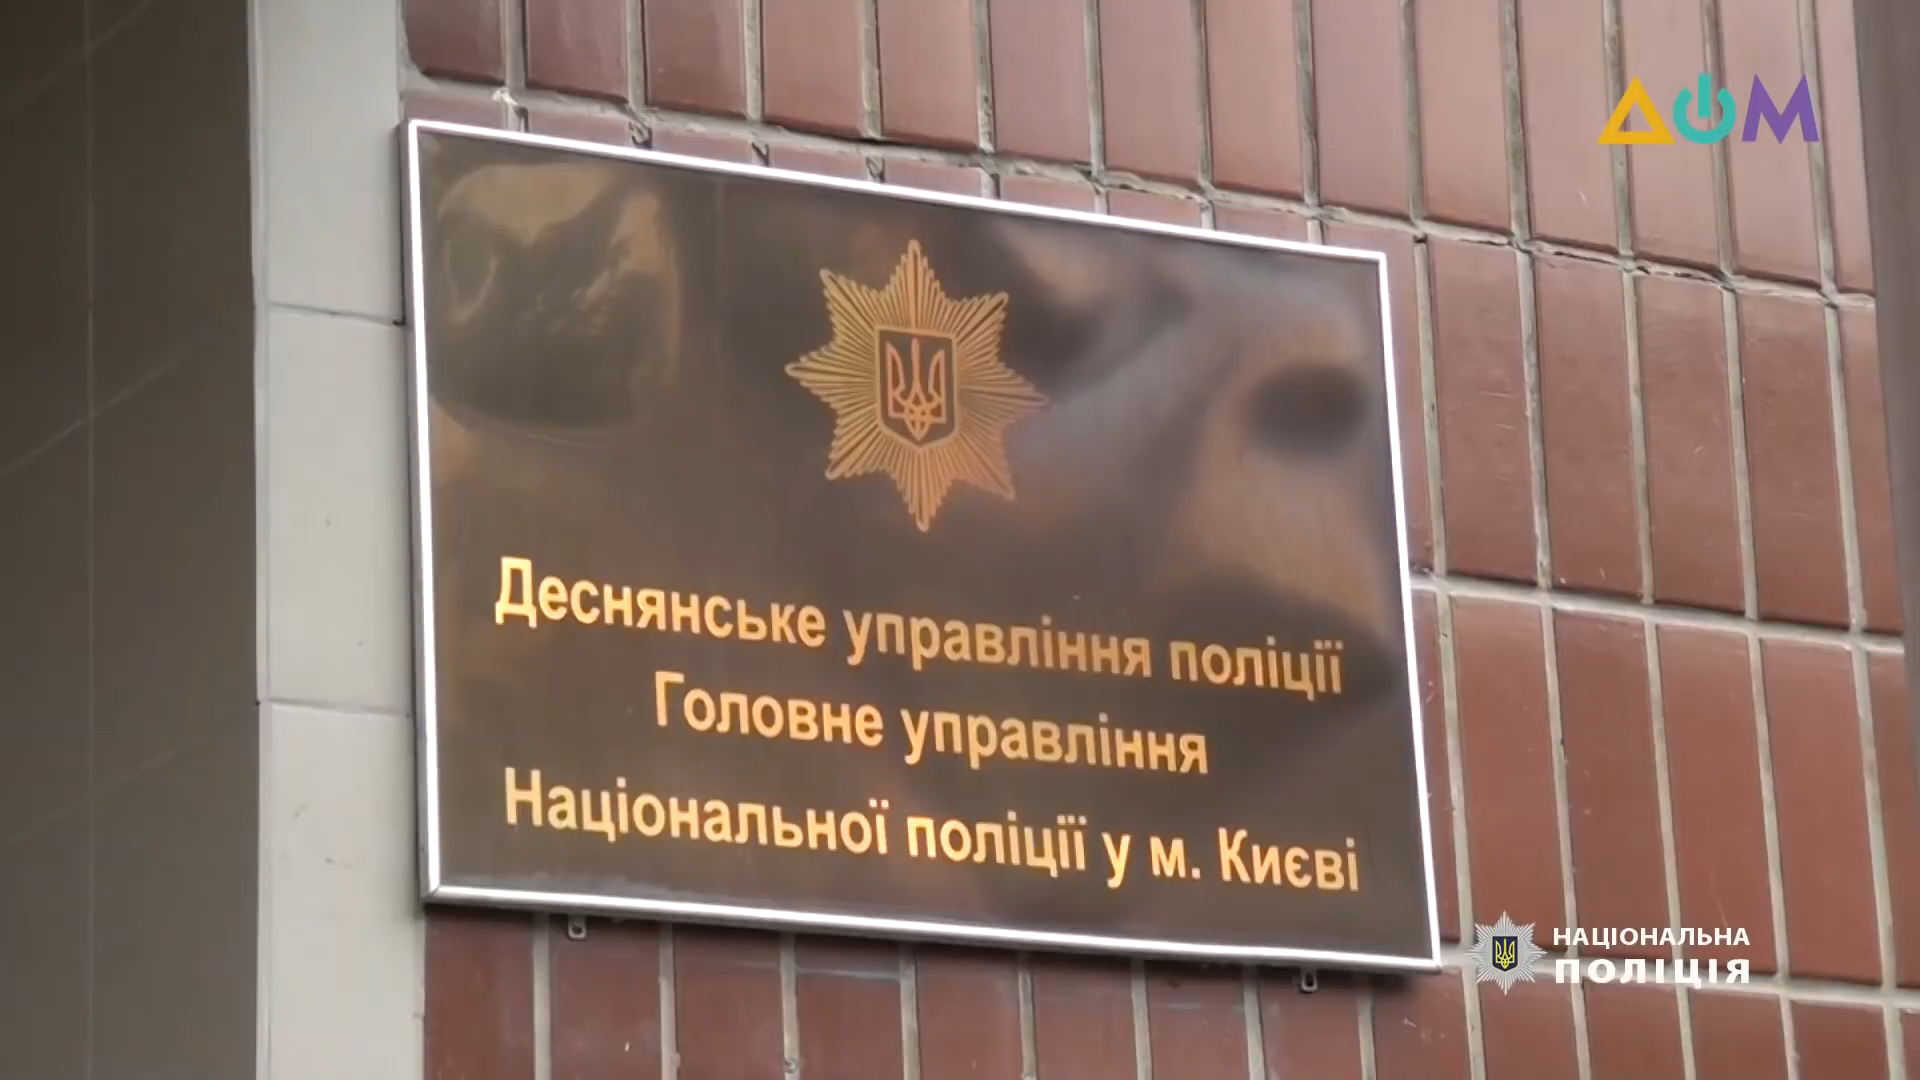 ДОМ
Деснянське управління поліції
Головне управління
Національної поліції у м. Києві
НАЦІОНАЛЬНА
ПОЛІЦІЯ